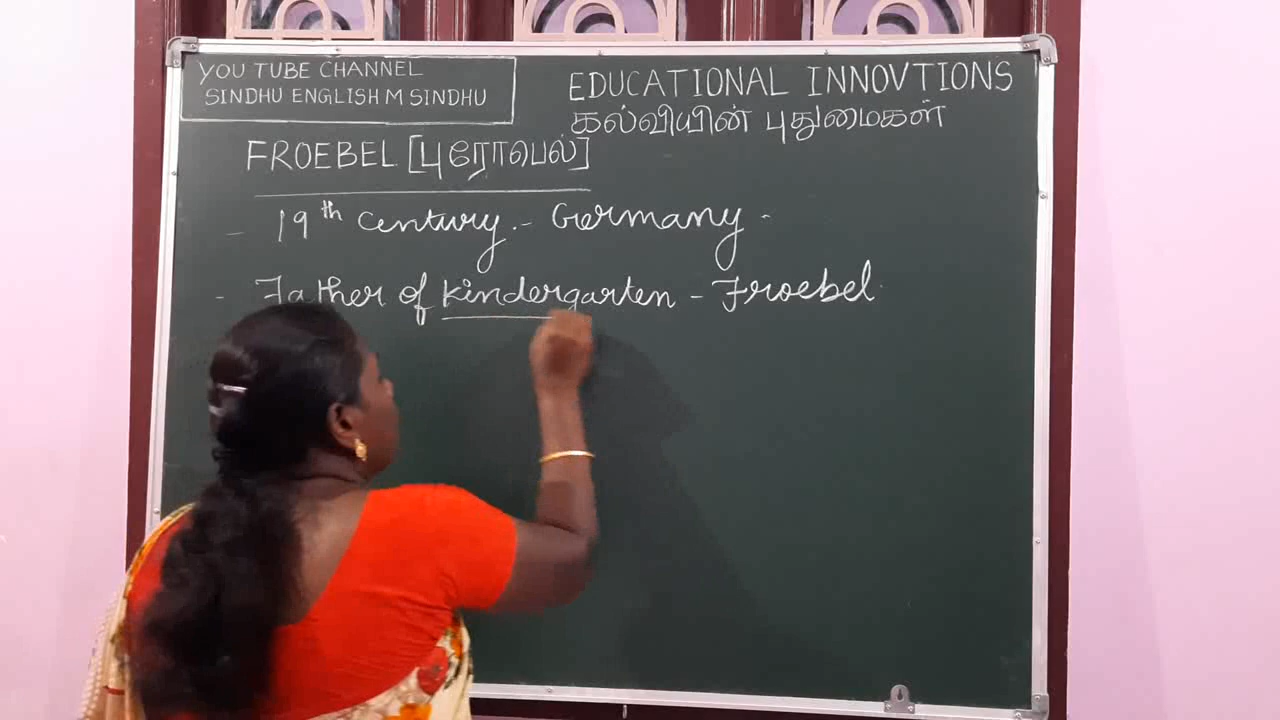 YOU TUBE CHANNEL
SINDHU ENGLISH M SINDHU
EDUCATIONAL INNOVTIONS
கல்வியின் புதுமைகள்
FROEBEL [புரோபெல்]
- 19th Century. - Germany -
- Father of Kindergarten - Froebel